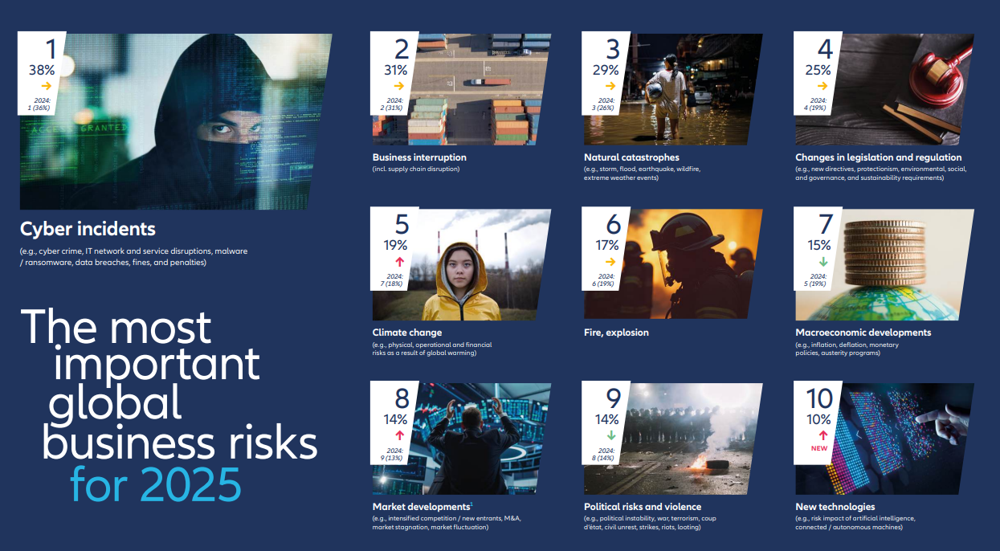 1
38%
→
2024:
1 (36%)
ACCESS GRANTED
Cyber incidents
(e.g., cyber crime, IT network and service disruptions, malware
/ ransomware, data breaches, fines, and penalties)
The most
important
global
business risks
for 2025
2
31%
→
2024:
2 (31%)
Business interruption
(incl. supply chain disruption)
3
29%
→
2024:
3 (26%)
Natural catastrophes
(e.g., storm, flood, earthquake, wildfire,
extreme weather events)
4
25%
→
2024:
4 (19%)
Changes in legislation and regulation
(e.g., new directives, protectionism, environmental, social,
and governance, and sustainability requirements)
5
19%
↑
2024:
7 (18%)
Climate change
(e.g., physical, operational and financial
risks as a result of global warming)
6
17%
→
2024:
6 (19%)
Fire, explosion
7
15%
↓
2024:
5 (19%)
Macroeconomic developments
(e.g., inflation, deflation, monetary
policies, austerity programs)
8
14%
↑
2024:
9 (13%)
Market developments¹
(e.g., intensified competition / new entrants, M&A,
market stagnation, market fluctuation)
9
14%
↓
2024:
8 (14%)
Political risks and violence
(e.g., political instability, war, terrorism, coup
d'état, civil unrest, strikes, riots, looting)
10
10%
↑
NEW
New technologies
(e.g., risk impact of artificial intelligence,
connected / autonomous machines)